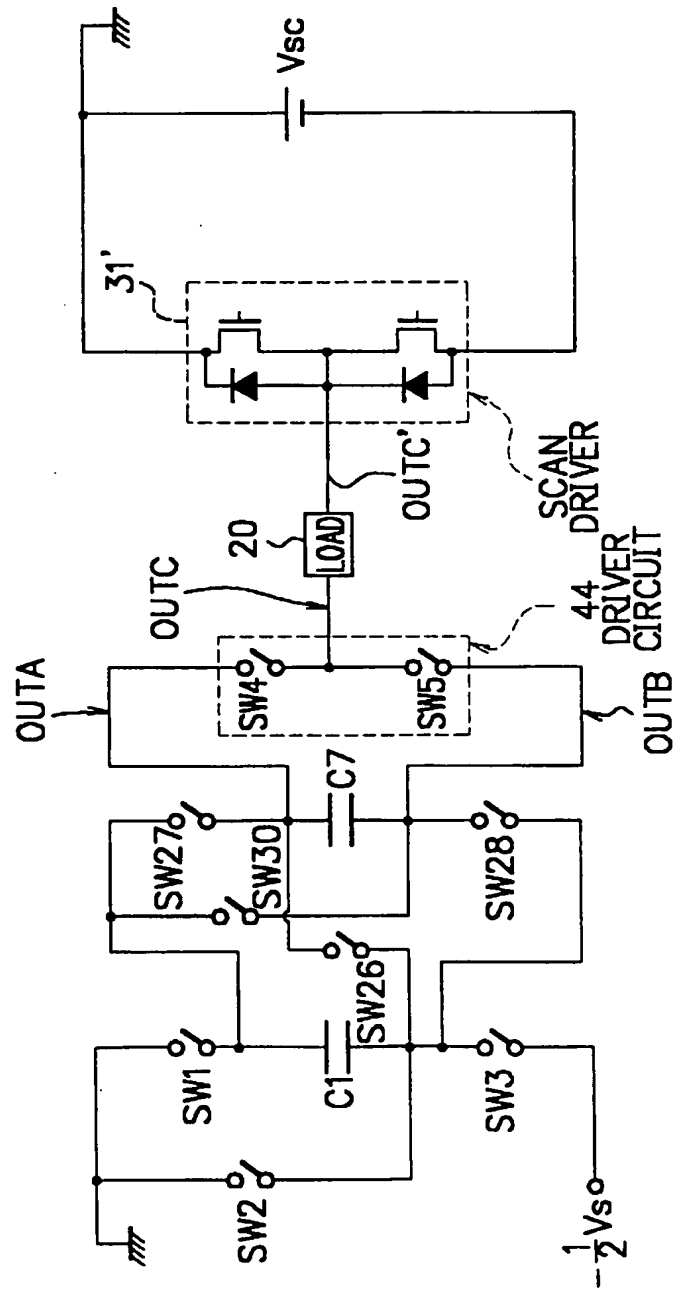 OUTA
OUTC
20
LOAD
31'
Vsc
SW1
SW27
SW30
SW4
SW2
C1
SW26
C7
OUTC'
SW3
SW28
SW5
-1/2Vs
OUTB
44
DRIVER
CIRCUIT
SCAN
DRIVER